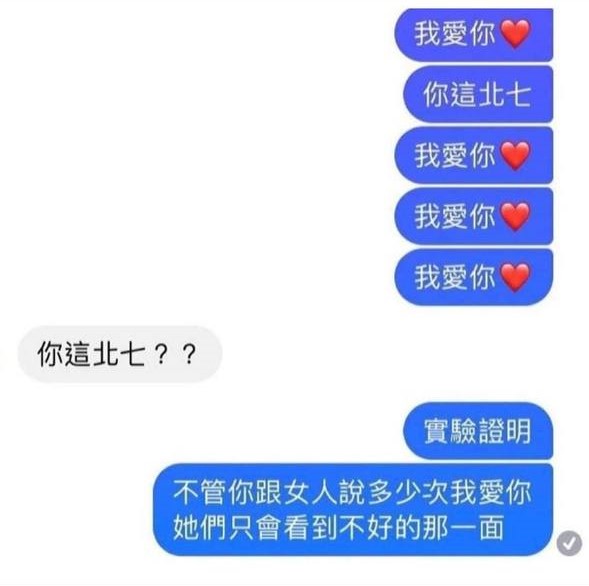 我愛你❤️
你這北七
我愛你❤️
我愛你❤️
我愛你❤️
你這北七？？
實驗證明
不管你跟女人說多少次我愛你
她們只會看到不好的那一面